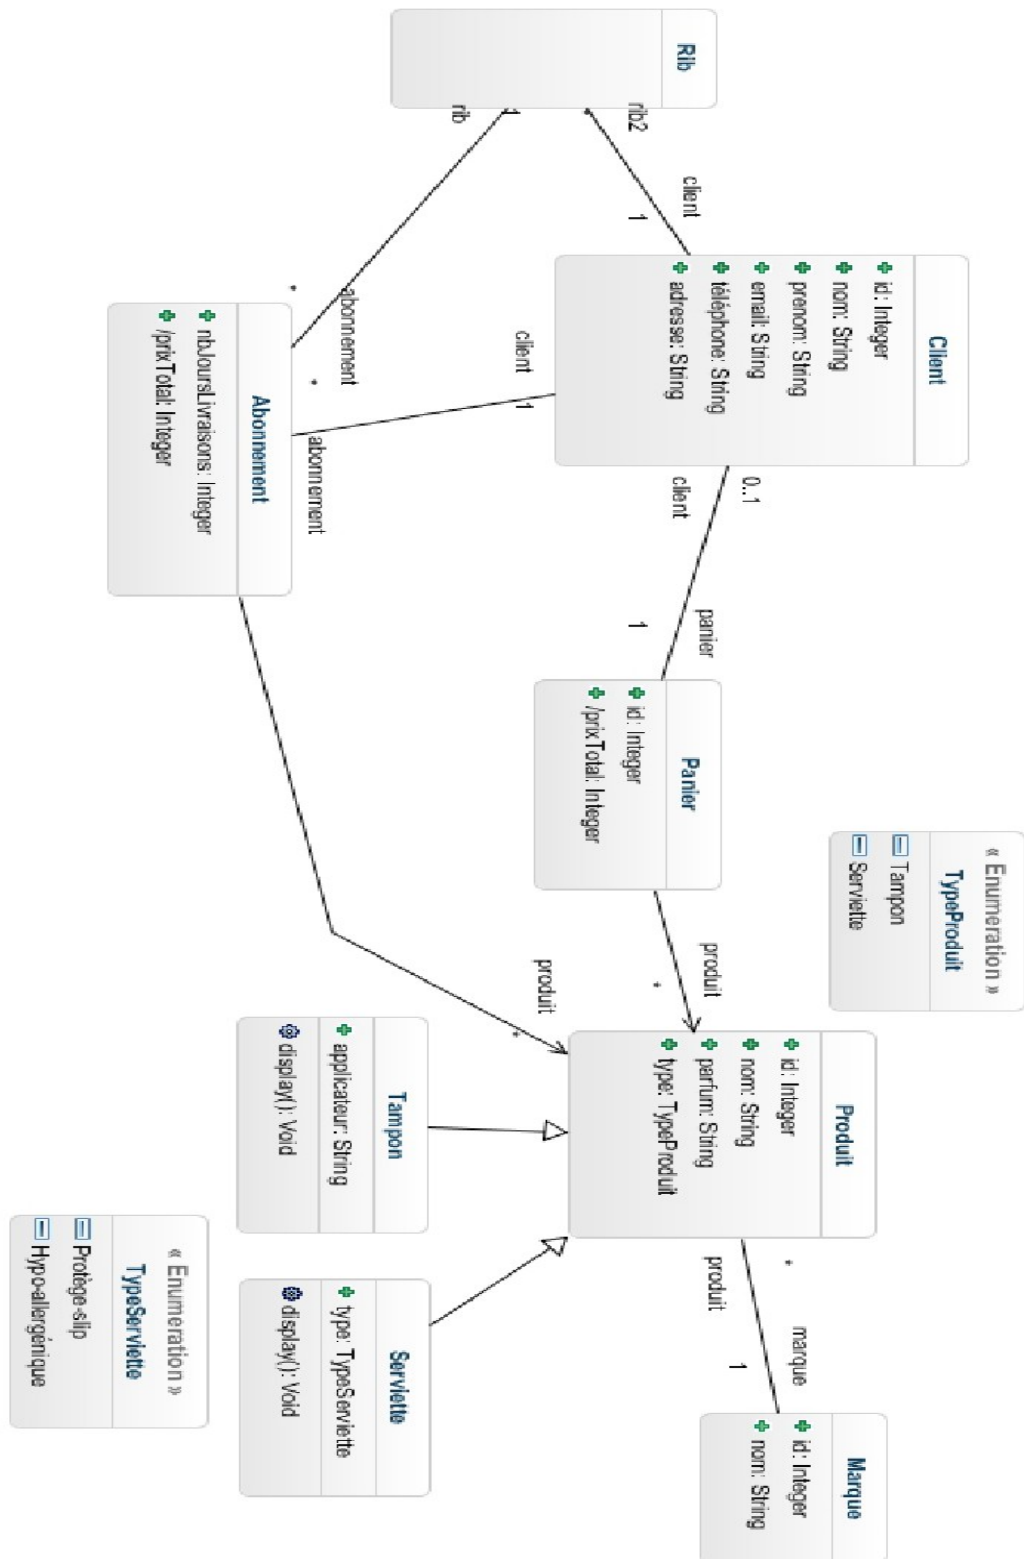 Rib
rib2
*
1
rib
client
1
Client
id: Integer
nom: String
prenom: String
email: String
téléphone: String
adresse: String
abonnement
*
client
1
*
abonnement
Abonnement
nbJoursLivraisons: Integer
/prixTotal: Integer
0..1
client
panier
1
Panier
id: Integer
/prixTotal: Integer
« Enumeration »
TypeProduit
Tampon
Serviette
produit
*
produit
*
Produit
id: Integer
nom: String
parfum: String
type: TypeProduit
Tampon
applicateur: String
display(): Void
« Enumeration »
TypeServiette
Protège-slip
Hypo-allergénique
Serviette
type: TypeServiette
display(): Void
*
produit
marque
1
Marque
id: Integer
nom: String